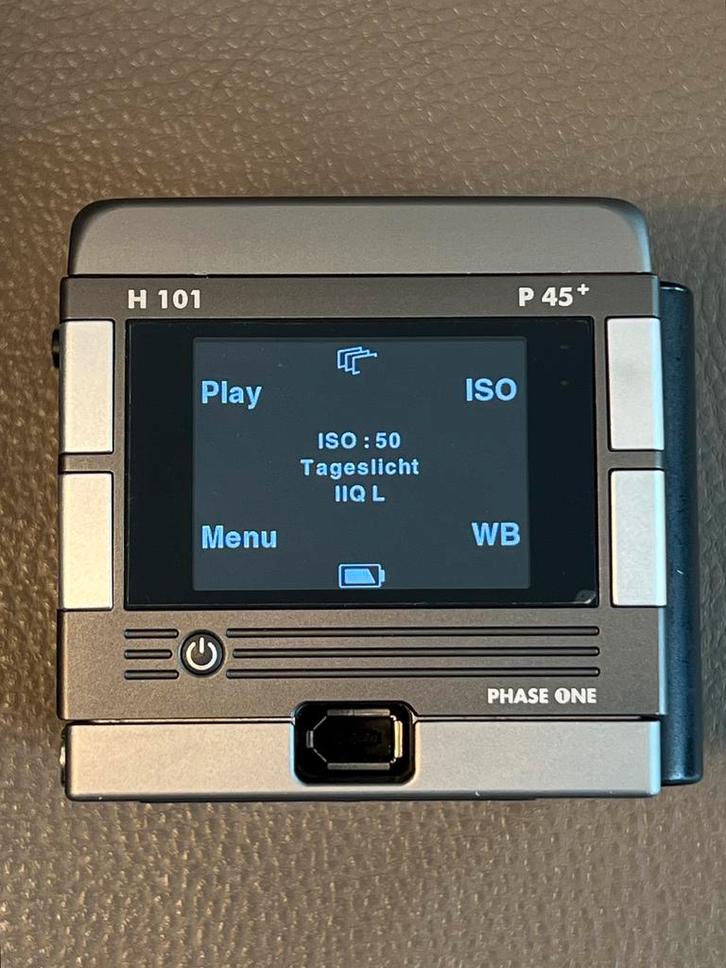 H 101
P 45+
Play
ISO
ISO : 50
Tageslicht
IIQ L
Menu
WB
PHASE ONE